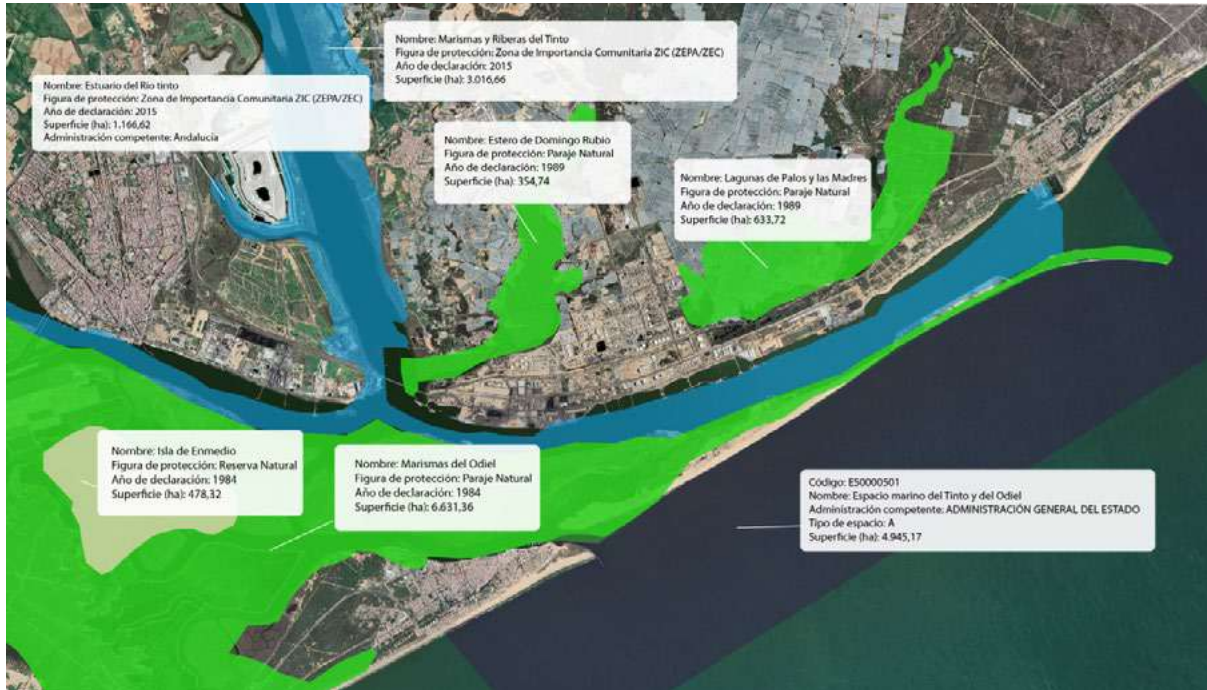 Nombre: Marismas y Riberas del Tinto
Figura de protección: Zona de Importancia Comunitaria ZIC (ZEPA/ZEC)
Año de declaración: 2015
Superficie (ha): 3.016,66
Nombre: Estuario del Río tinto
Figura de protección: Zona de Importancia Comunitaria ZIC (ZEPA/ZEC)
Año de declaración: 2015
Superficie (ha): 1.166,62
Administración competente: Andalucía
Nombre: Estero de Domingo Rubio
Figura de protección: Paraje Natural
Año de declaración: 1989
Superficie (ha): 354,74
Nombre: Lagunas de Palos y las Madres
Figura de protección: Paraje Natural
Año de declaración: 1989
Superficie (ha): 633,72
Nombre: Isla de Enmedio
Figura de protección: Reserva Natural
Año de declaración: 1984
Superficie (ha): 478,32
Nombre: Marismas del Odiel
Figura de protección: Paraje Natural
Año de declaración: 1984
Superficie (ha): 6.631,36
Código: ES0000501
Nombre: Espacio marino del Tinto y del Odiel
Administración competente: ADMINISTRACIÓN GENERAL DEL ESTADO
Tipo de espacio: A
Superficie (ha): 4.945,17